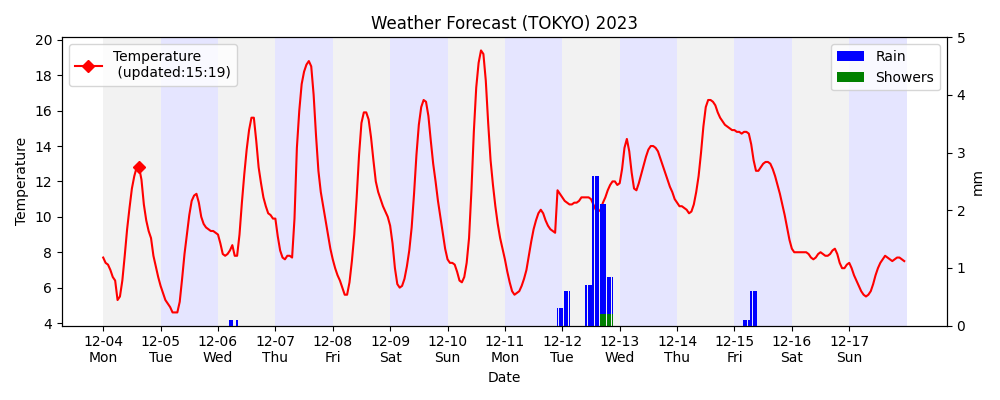 Weather Forecast (TOKYO) 2023
Temperature
(updated:15:19)
Rain
Showers
Temperature
20
18
16
14
12
10
8
6
4
5
4
3
2
1
0
mm
12-04 12-05 12-06 12-07 12-08 12-09 12-10 12-11 12-12 12-13 12-14 12-15 12-16 12-17
Mon Tue Wed Thu Fri Sat Sun Mon Tue Wed Thu Fri Sat Sun
Date